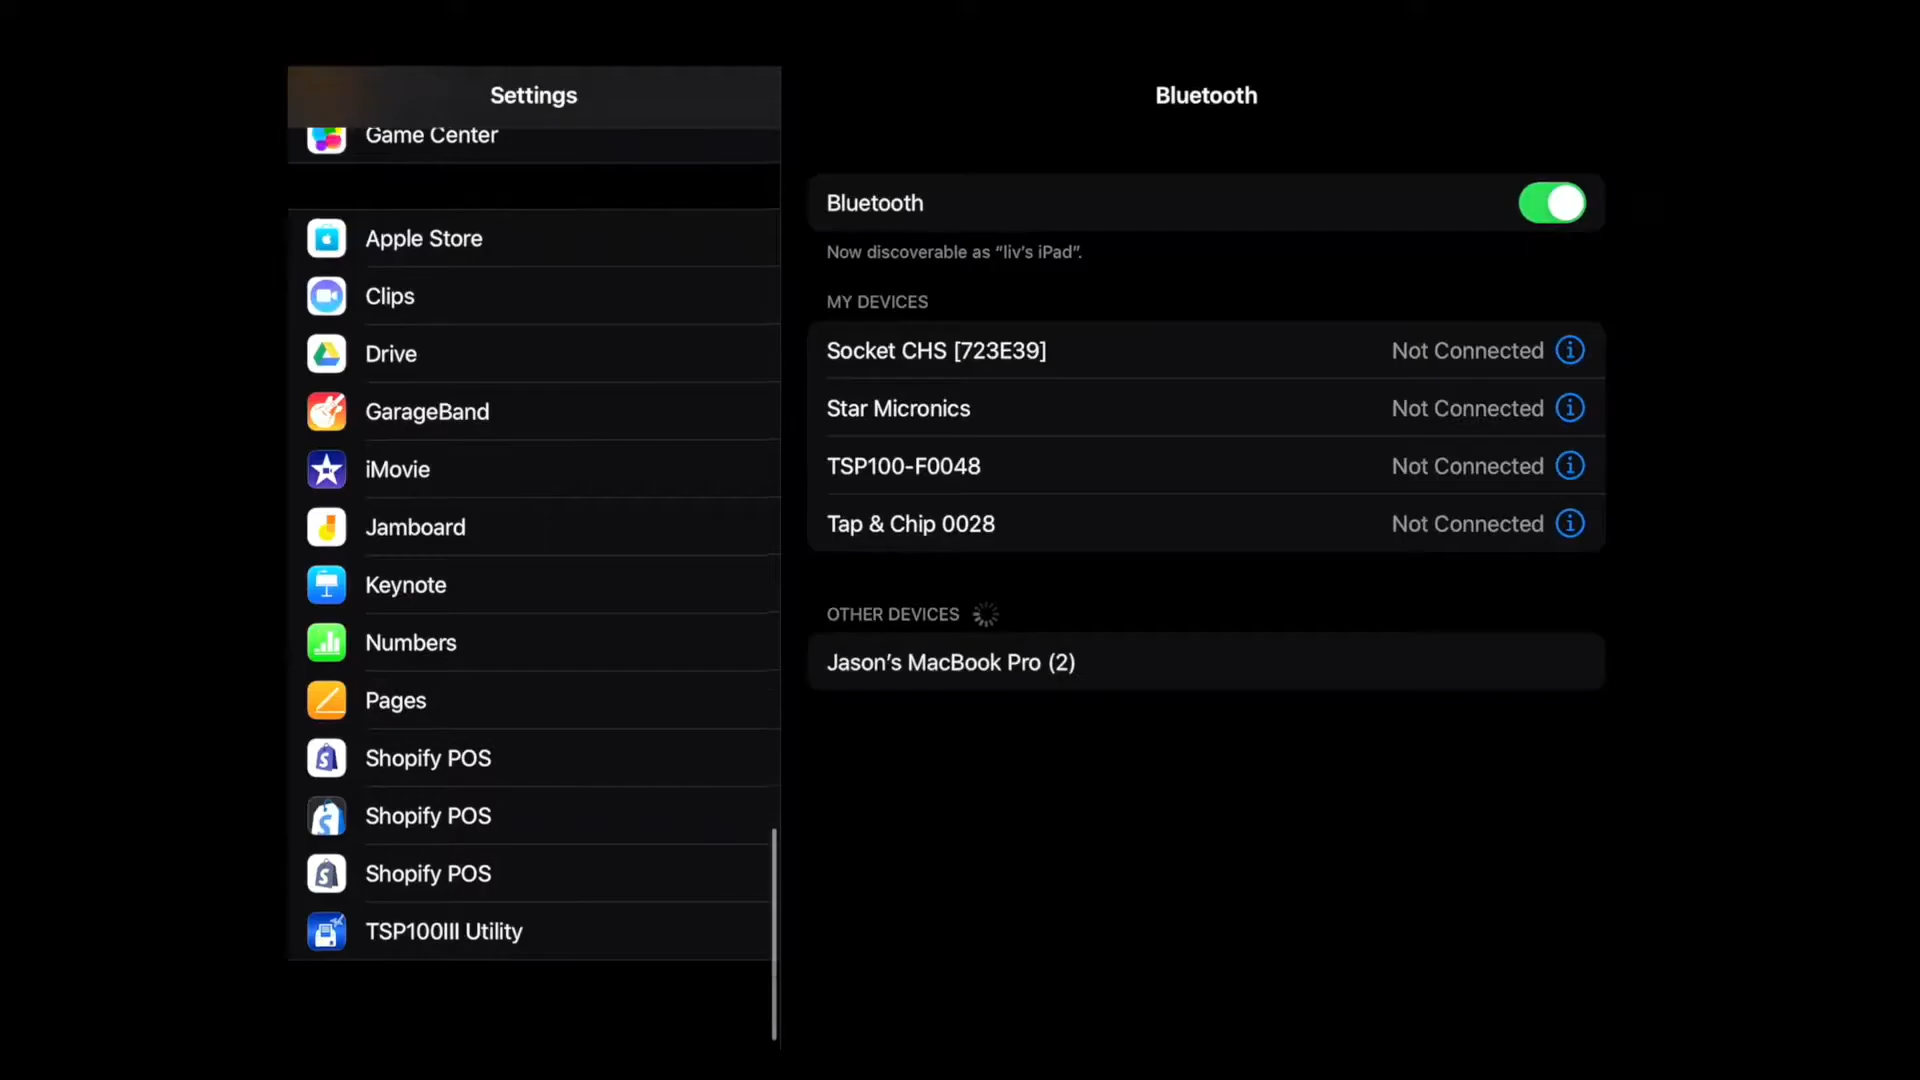 Settings
Game Center
Apple Store
Clips
Drive
GarageBand
iMovie
Jamboard
Keynote
Numbers
Pages
Shopify POS
Shopify POS
Shopify POS
TSP100III Utility
Bluetooth
Bluetooth
Now discoverable as “liv’s iPad”.
MY DEVICES
Socket CHS [723E39] Not Connected
Star Micronics Not Connected
TSP100-F0048 Not Connected
Tap & Chip 0028 Not Connected
OTHER DEVICES
Jason’s MacBook Pro (2)